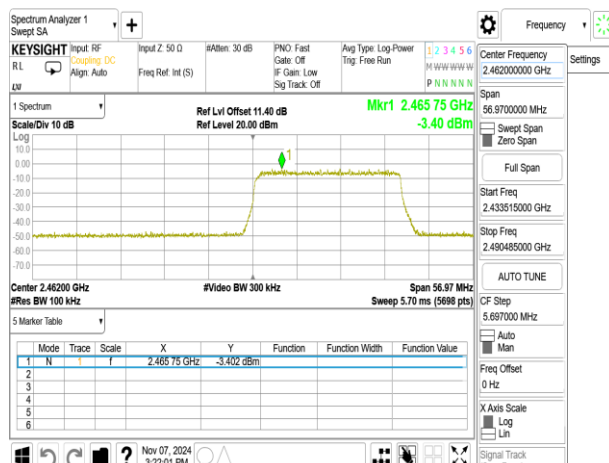 Spectrum Analyzer 1
Swept SA
+
Frequency
KEYSIGHT
RL
LXI
Input: RF
Coupling: DC
Align: Auto
Input Z: 50 Ω
Freq Ref: Int (S)
#Atten: 30 dB
PNO: Fast
Gate: Off
IF Gain: Low
Sig Track: Off
Avg Type: Log-Power
Trig: Free Run
1 2 3 4 5 6
M W W W W W
P N N N N N
Center Frequency
2.462000000 GHz
Settings
Span
56.9700000 MHz
Swept Span
Zero Span
Full Span
Start Freq
2.433515000 GHz
Stop Freq
2.490485000 GHz
AUTO TUNE
CF Step
5.697000 MHz
Auto
Man
Freq Offset
0 Hz
X Axis Scale
Log
Lin
Signal Track
1 Spectrum
Scale/Div 10 dB
Ref Lvl Offset 11.40 dB
Ref Level 20.00 dBm
Mkr1 2.465 75 GHz
-3.40 dBm
Log
10.0
0.00
-10.0
-20.0
-30.0
-40.0
-50.0
-60.0
-70.0
1
Center 2.46200 GHz
#Res BW 100 kHz
#Video BW 300 kHz
Span 56.97 MHz
Sweep 5.70 ms (5698 pts)
5 Marker Table
Mode Trace Scale X Y Function Function Width Function Value
1 N 1 f 2.465 75 GHz -3.402 dBm
2
3
4
5
6
?
Nov 07, 2024
3:22:01 PM